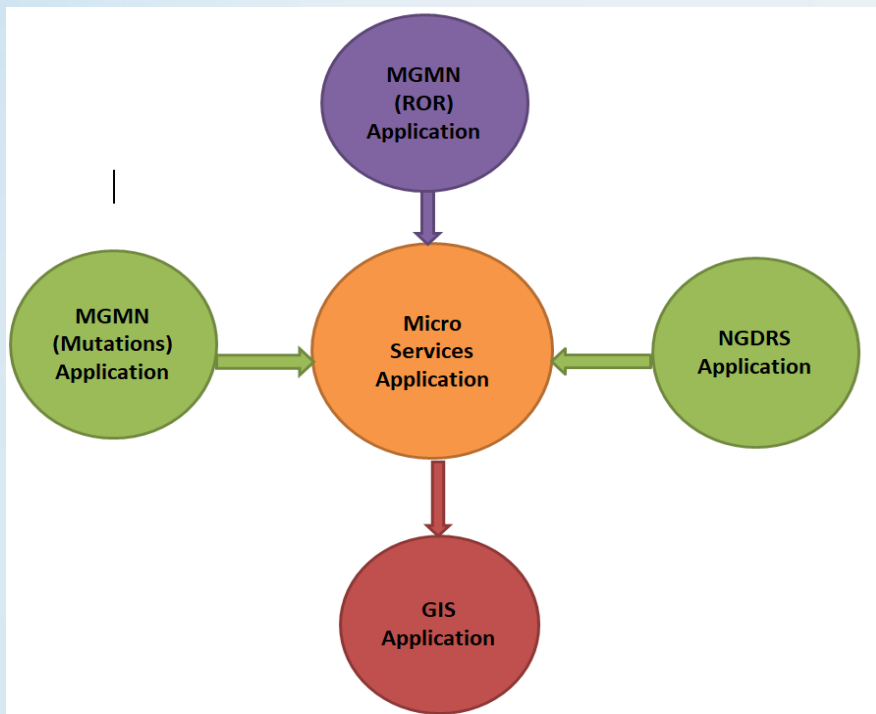 MGMN
(ROR)
Application
MGMN
(Mutations)
Application
Micro
Services
Application
NGDRS
Application
GIS
Application